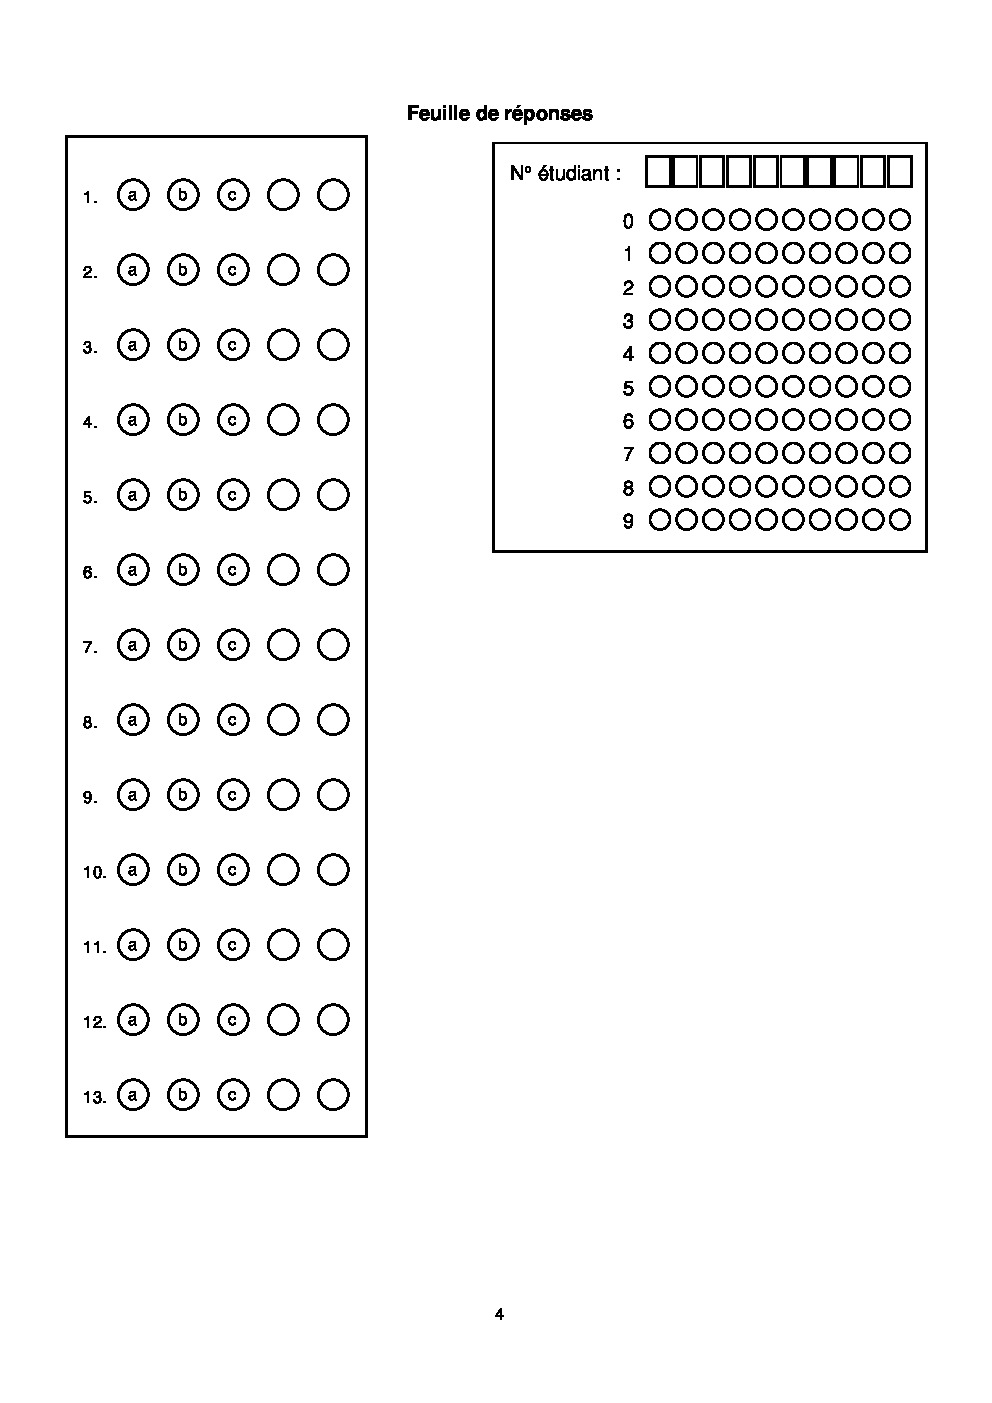 Feuille de réponses
1. a b c
2. a b c
3. a b c
4. a b c
5. a b c
6. a b c
7. a b c
8. a b c
9. a b c
10. a b c
11. a b c
12. a b c
13. a b c
Nº étudiant :
0
1
2
3
4
5
6
7
8
9
4